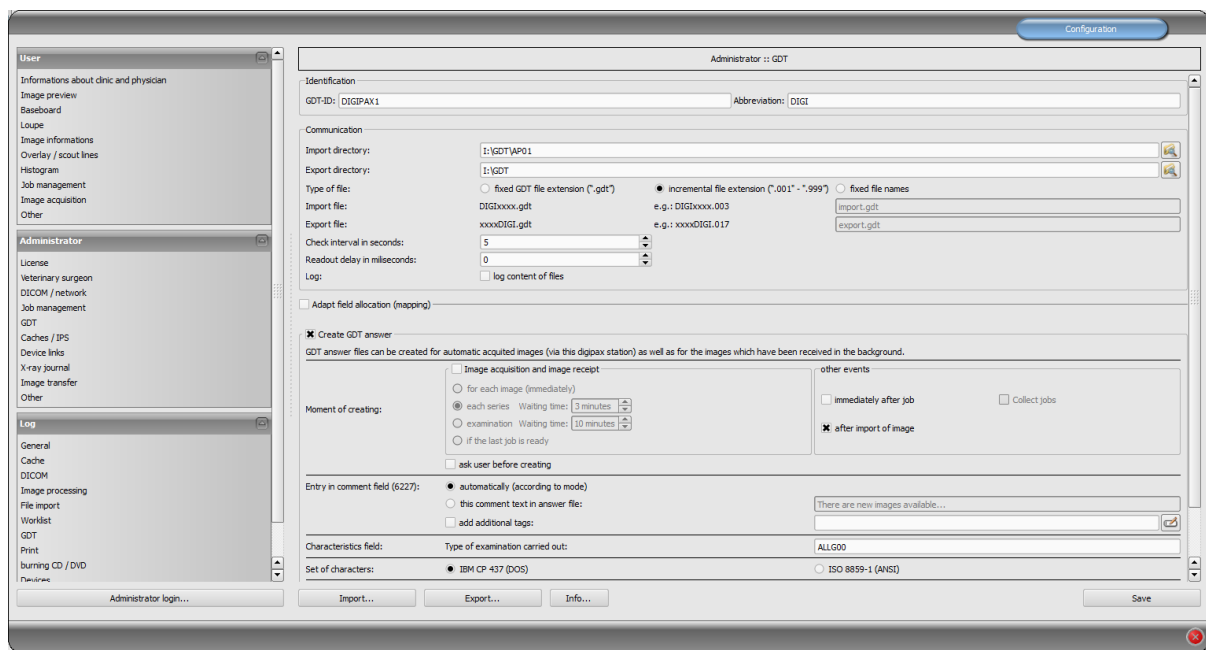 Configuration
User
Informations about clinic and physician
Image preview
Baseboard
Loupe
Image informations
Overlay / scout lines
Histogram
Job management
Image acquisition
Other
Administrator
License
Veterinary surgeon
DICOM / network
Job management
GDT
Caches / IPS
Device links
X-ray journal
Image transfer
Other
Log
General
Cache
DICOM
Image processing
File import
Worklist
GDT
Print
burning CD / DVD
Devices
Administrator login...
Administrator :: GDT
Identification
GDT-ID: DIGIPAX1 Abbreviation: DIGI
Communication
Import directory: I:\GDT\AP01
Export directory: I:\GDT
Type of file: fixed GDT file extension (".gdt") incremental file extension (".001" - ".999") fixed file names
Import file: DIGIxxxx.gdt e.g.: DIGIxxxx.003 import.gdt
Export file: xxxxDIGI.gdt e.g.: xxxxDIGI.017 export.gdt
Check interval in seconds: 5
Readout delay in miliseconds: 0
Log: log content of files
Adapt field allocation (mapping)
Create GDT answer
GDT answer files can be created for automatic acquited images (via this digipax station) as well as for the images which have been received in the background.
Moment of creating:
Image acquisition and image receipt
for each image (immediately)
each series Waiting time: 3 minutes
examination Waiting time: 10 minutes
if the last job is ready
ask user before creating
other events
immediately after job Collect jobs
after import of image
Entry in comment field (6227): automatically (according to mode)
this comment text in answer file: There are new images available...
add additional tags:
Characteristics field: Type of examination carried out: ALLG00
Set of characters: IBM CP 437 (DOS) ISO 8859-1 (ANSI)
Import... Export... Info... Save